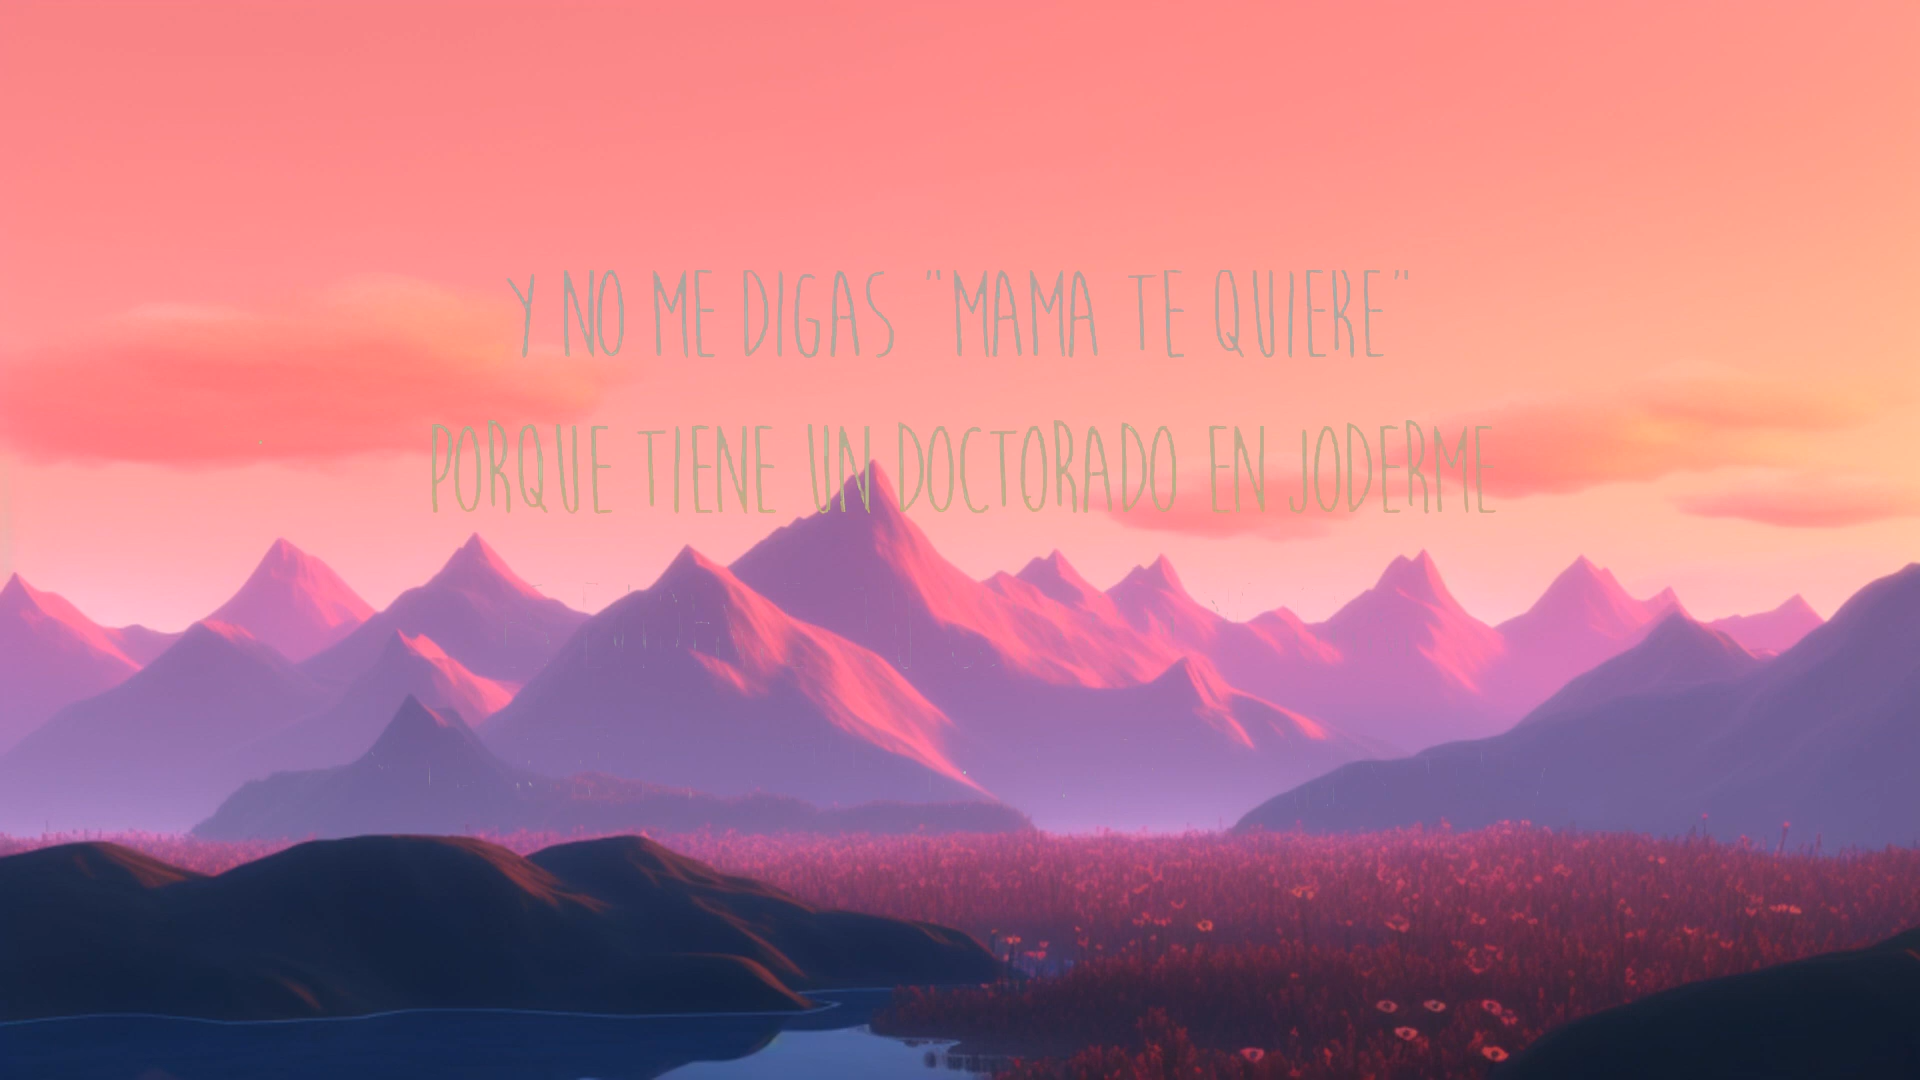 Y NO ME DIGAS "MAMA TE QUIERE"
PORQUE TIENE UN DOCTORADO EN JODERME